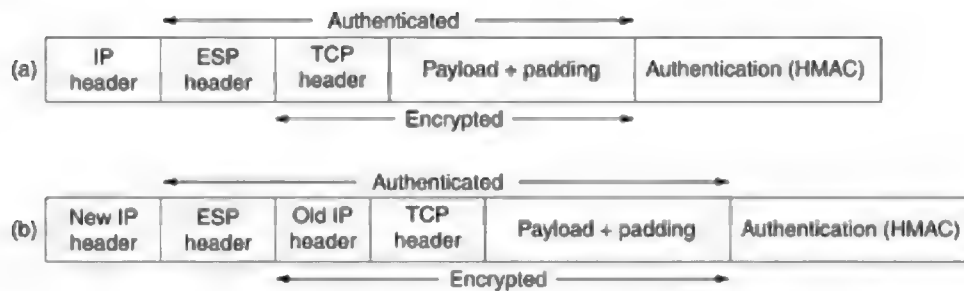 Authenticated
(a) IP header ESP header TCP header Payload + padding Authentication (HMAC)
Encrypted
Authenticated
(b) New IP header ESP header Old IP header TCP header Payload + padding Authentication (HMAC)
Encrypted